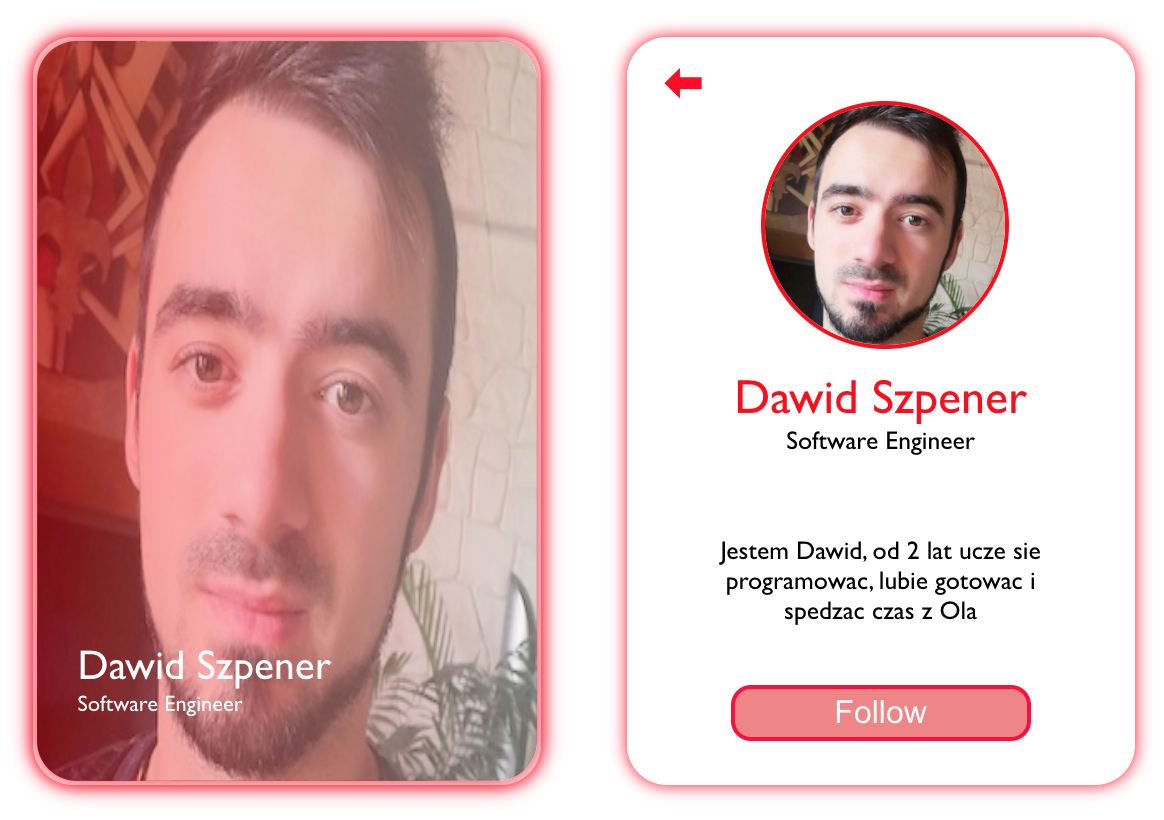 Dawid Szpener
Software Engineer
Dawid Szpener
Software Engineer
Jestem Dawid, od 2 lat ucze sie
programowac, lubie gotowac i
spedzac czas z Ola
Follow